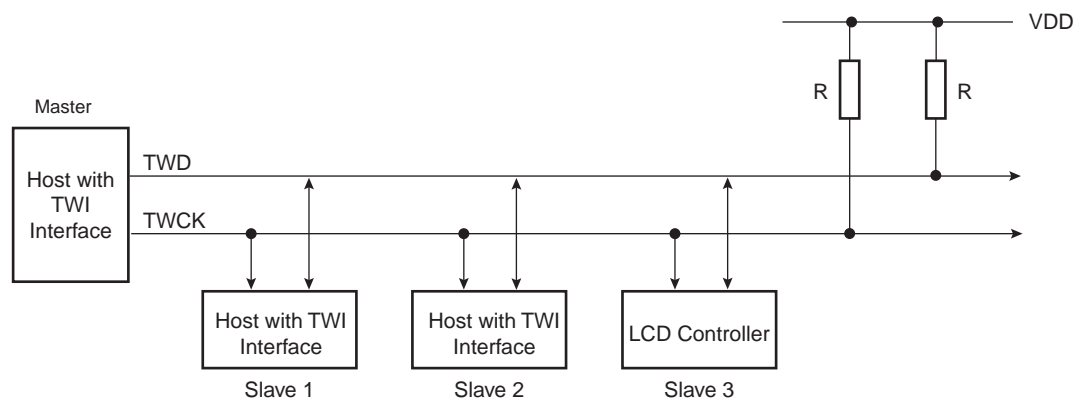 VDD
R
R
Master
Host with
TWI
Interface
TWD
TWCK
Host with TWI
Interface
Slave 1
Host with TWI
Interface
Slave 2
LCD Controller
Slave 3